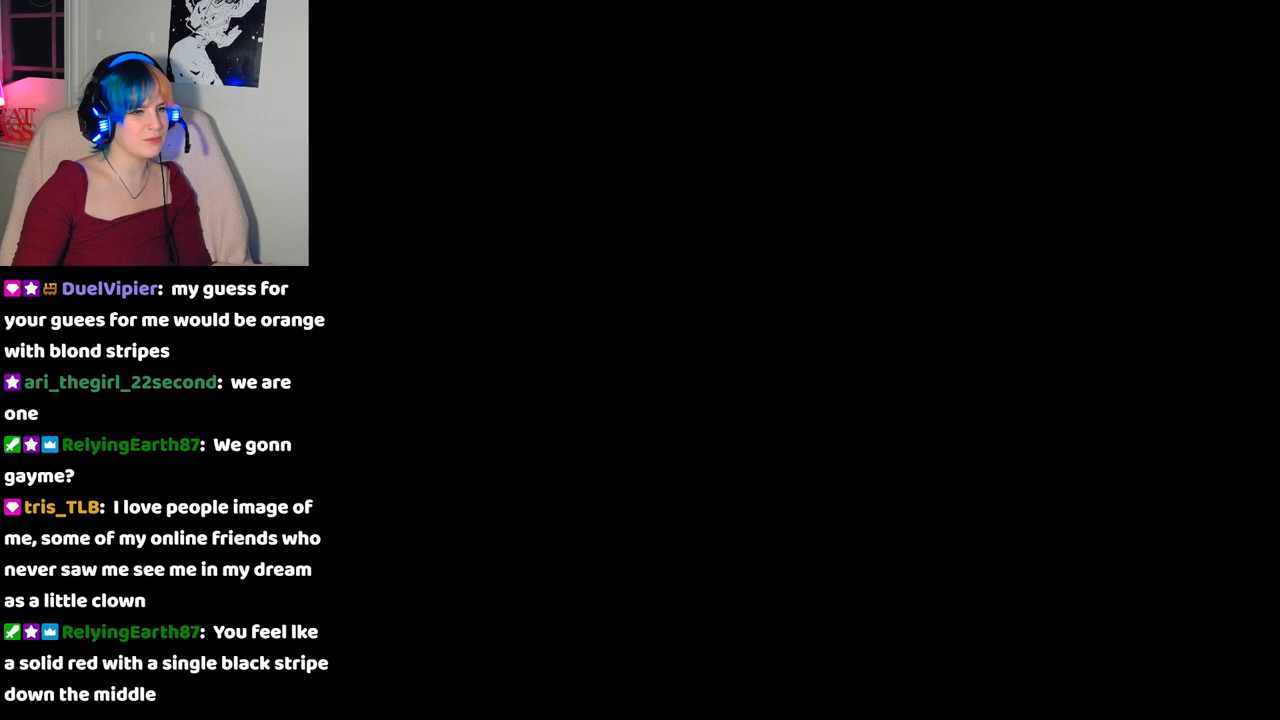 DuelVipier: my guess for
your guees for me would be orange
with blond stripes
ari_thegirl_22second: we are
one
RelyingEarth87: We gonn
gayme?
tris_TLB: I love people image of
me, some of my online friends who
never saw me see me in my dream
as a little clown
RelyingEarth87: You feel lke
a solid red with a single black stripe
down the middle